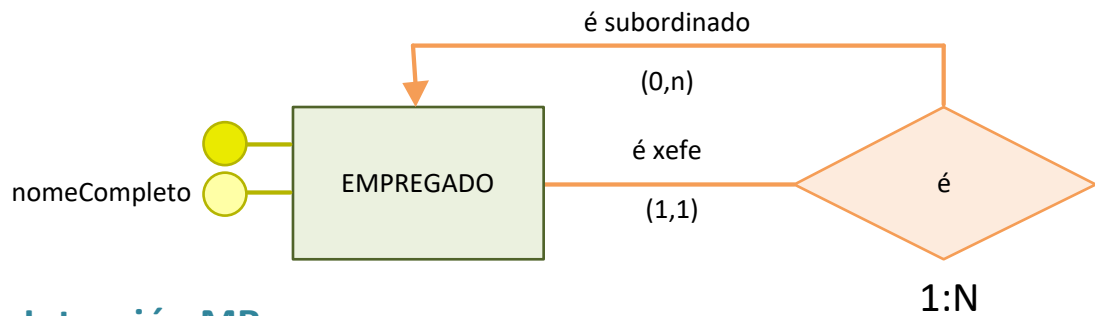 é subordinado
(0,n)
é xefe
nomeCompleto
EMPREGADO
é
(1,1)
1:N